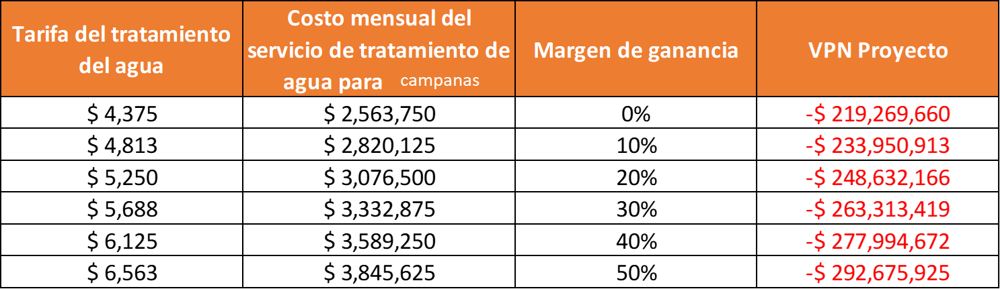 Tarifa del tratamiento
del agua
Costo mensual del
servicio de tratamiento de
agua para campanas
Margen de ganancia
VPN Proyecto
$ 4,375 $ 2,563,750 0% -$ 219,269,660
$ 4,813 $ 2,820,125 10% -$ 233,950,913
$ 5,250 $ 3,076,500 20% -$ 248,632,166
$ 5,688 $ 3,332,875 30% -$ 263,313,419
$ 6,125 $ 3,589,250 40% -$ 277,994,672
$ 6,563 $ 3,845,625 50% -$ 292,675,925